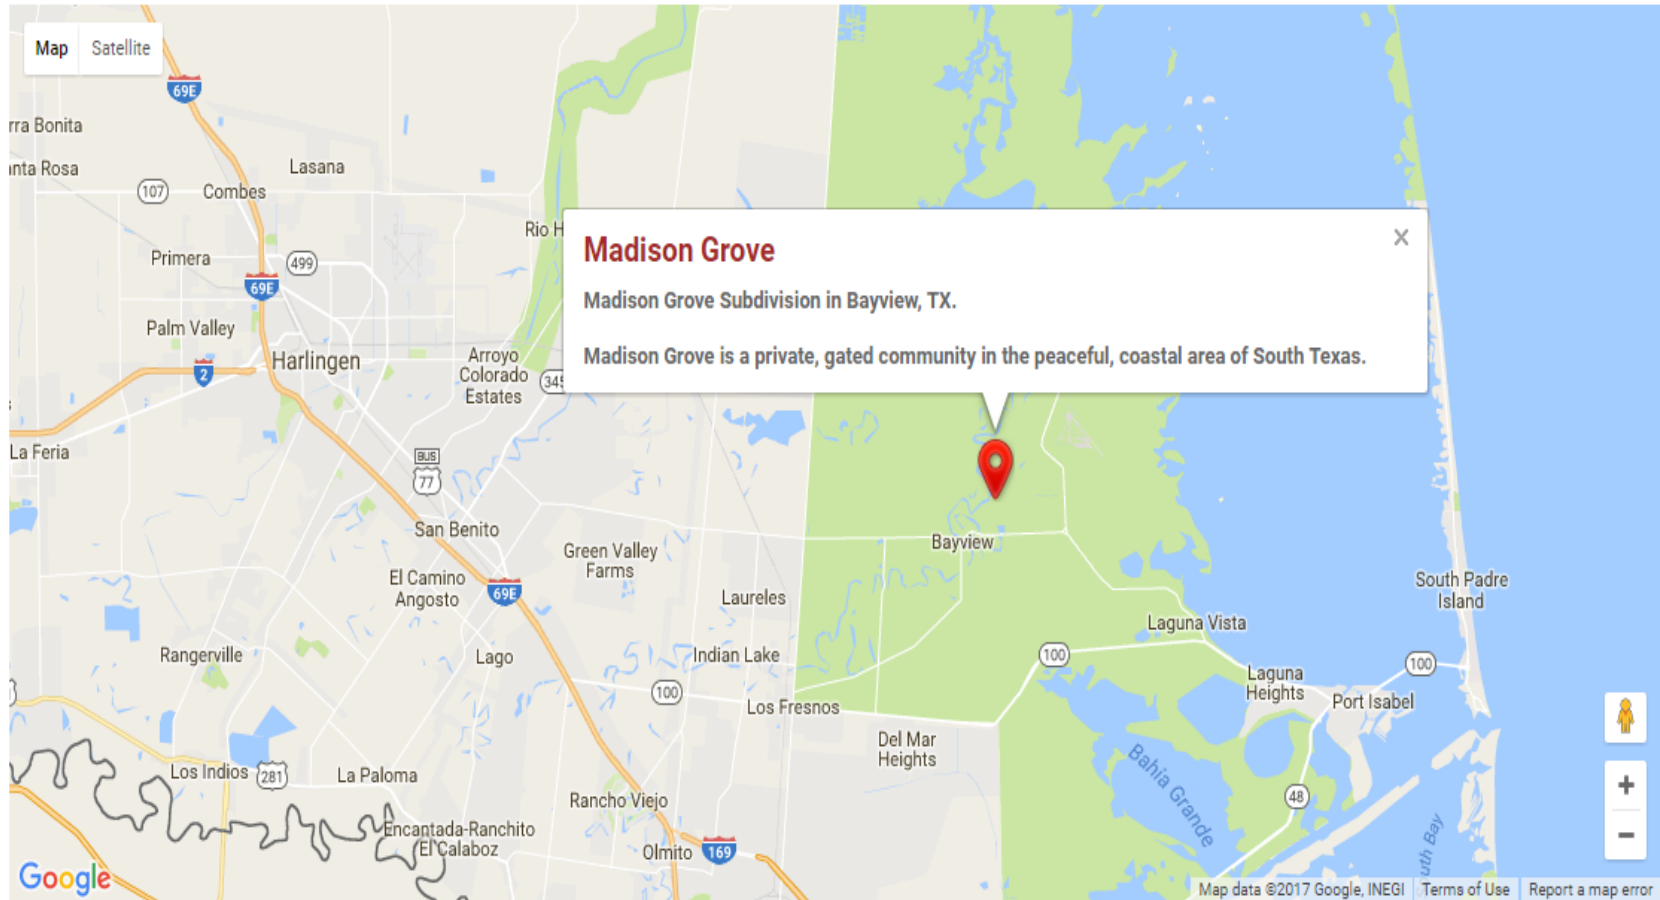 Map Satellite
69E
rra Bonita
Lasana
anta Rosa
107
Combes
Rio H
Primera
499
69E
Madison Grove
Madison Grove Subdivision in Bayview, TX.
Madison Grove is a private, gated community in the peaceful, coastal area of South Texas.
Palm Valley
Harlingen
2
Arroyo
Colorado
Estates
345
La Feria
BUS
77
San Benito
Green Valley
Farms
Bayview
El Camino
Angosto
69E
Laureles
South Padre
Island
Laguna Vista
Rangerville
Lago
Indian Lake
100
100
Laguna
Heights
100
Port Isabel
Los Fresnos
Del Mar
Heights
Bahia Grande
Los Indios
281
La Paloma
48
Rancho Viejo
Encantada-Ranchito
El Calaboz
Olmito
169
outh Bay
Google
Map data ©2017 Google, INEGI Terms of Use Report a map error